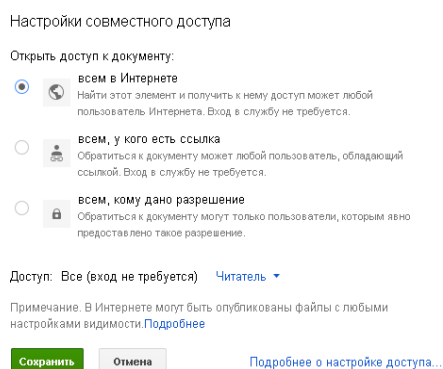 Настройки совместного доступа
Открыть доступ к документу:
всем в Интернете
Найти этот элемент и получить к нему доступ может любой
пользователь Интернета. Вход в службу не требуется.
всем, у кого есть ссылка
Обратиться к документу может любой пользователь, обладающий
ссылкой. Вход в службу не требуется.
всем, кому дано разрешение
Обратиться к документу могут только пользователи, которым явно
предоставлено такое разрешение.
Доступ: Все (вход не требуется) Читатель
Примечание. В Интернете могут быть опубликованы файлы с любыми
настройками видимости.Подробнее
Сохранить Отмена Подробнее о настройке доступа...